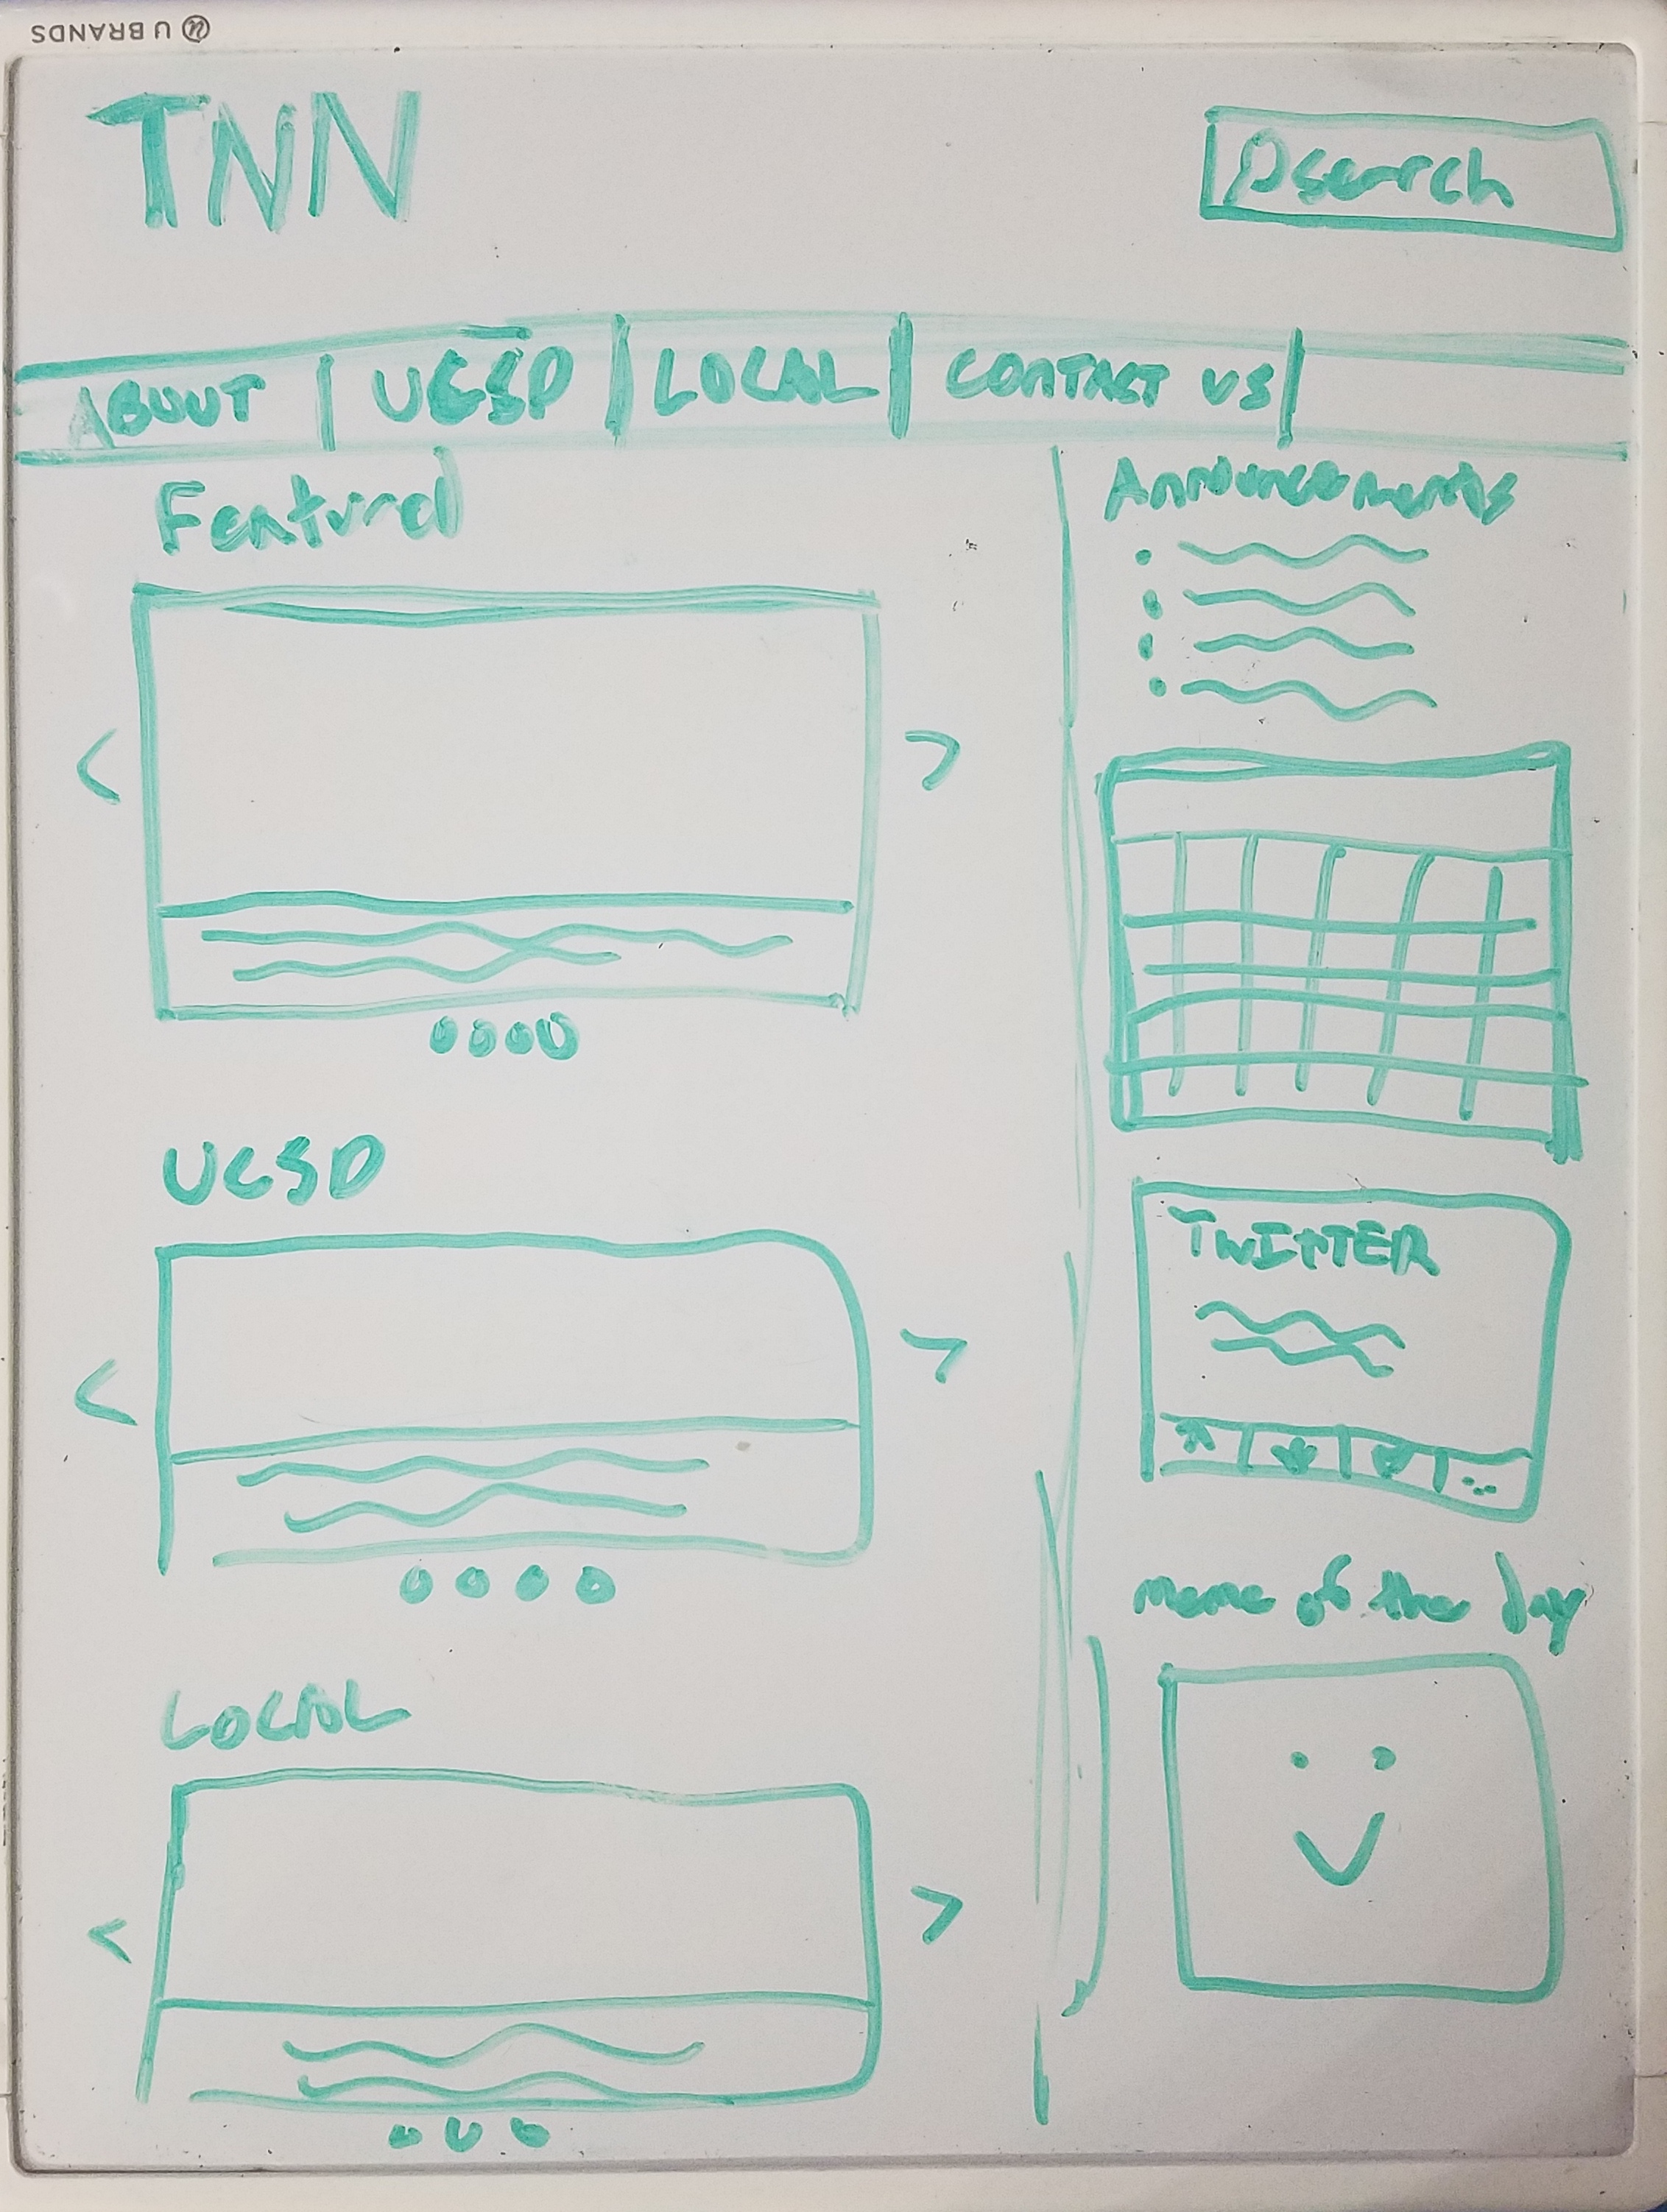 U BRANDS
TNN
search
ABOUT UCSD LOCAL CONTACT US
Featured
Announcements
UCSD
TWITTER
meme of the day
LOCAL